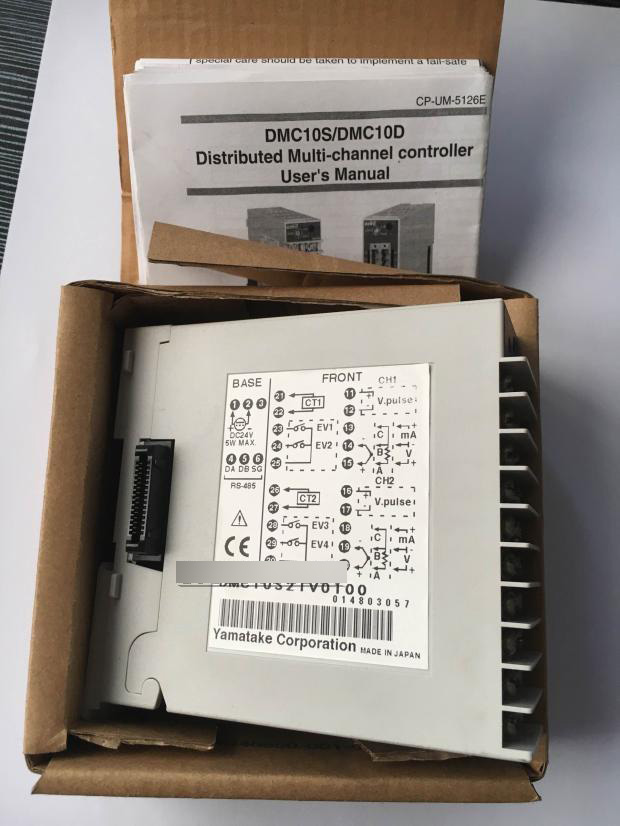 special care should be taken to implement a fail-safe
CP-UM-5126E
DMC10S/DMC10D
Distributed Multi-channel controller
User's Manual
BASE
FRONT
CH1
1 2 3
DC24V
5W MAX.
4 5 6
DA DB SG
RS-485
21
22
CT1
23
24
25
EV1
EV2
11
12
+
-
V.pulse
13
14
15
C
B
A
+
mA
-
V
+
CH2
26
27
CT2
28
29
EV3
EV4
16
17
+
-
V.pulse
18
19
C
B
A
+
mA
-
V
+
CE
DMC10S21V0100
014803057
Yamatake Corporation MADE IN JAPAN